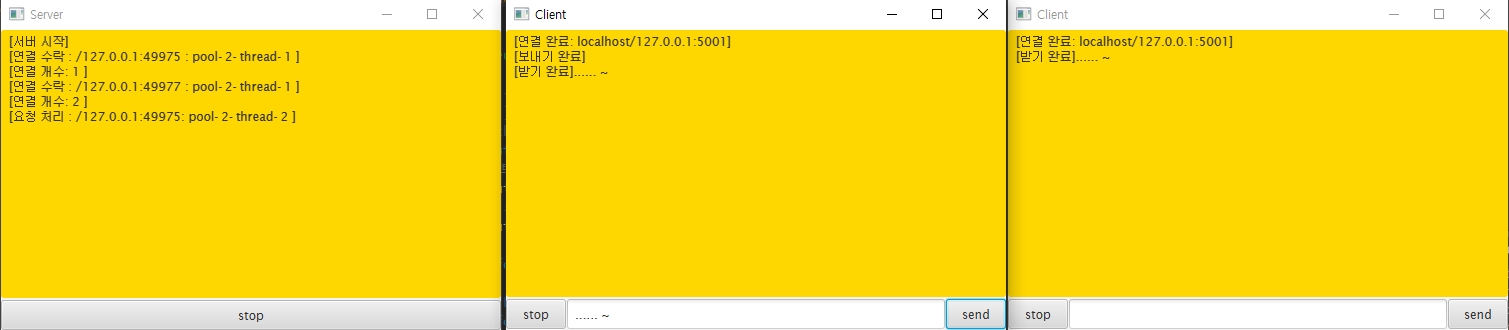 Server
[서버 시작]
[연결 수락 : /127.0.0.1:49975 : pool-2-thread-1 ]
[연결 개수: 1 ]
[연결 수락 : /127.0.0.1:49977 : pool-2-thread-1 ]
[연결 개수: 2 ]
[요청 처리 : /127.0.0.1:49975: pool-2-thread-2 ]
stop
Client
[연결 완료: localhost/127.0.0.1:5001]
[보내기 완료]
[받기 완료]...... ~
stop
...... ~
send
Client
[연결 완료: localhost/127.0.0.1:5001]
[받기 완료]...... ~
stop
send